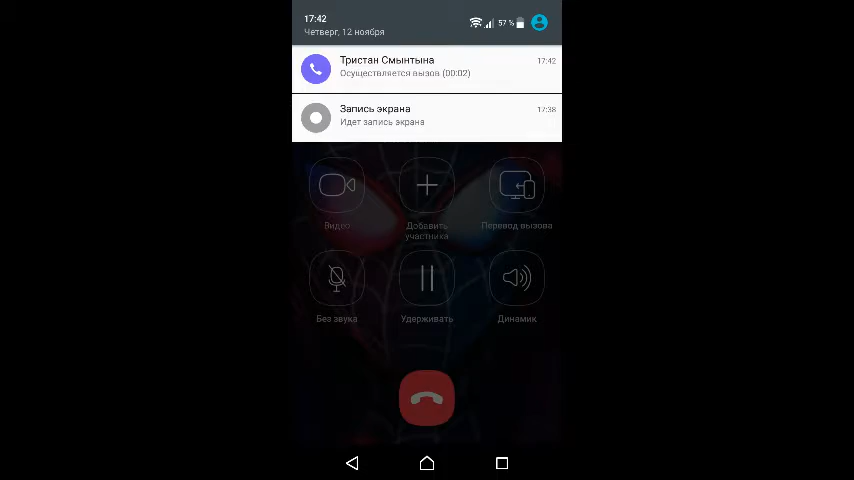 17:42
57 %
Четверг, 12 ноября
Тристан Смынтына
17:42
Осуществляется вызов (00:02)
Запись экрана
17:38
Идет запись экрана
Видео
Добавить
участника
Перевод вызова
Без звука
Удерживать
Динамик